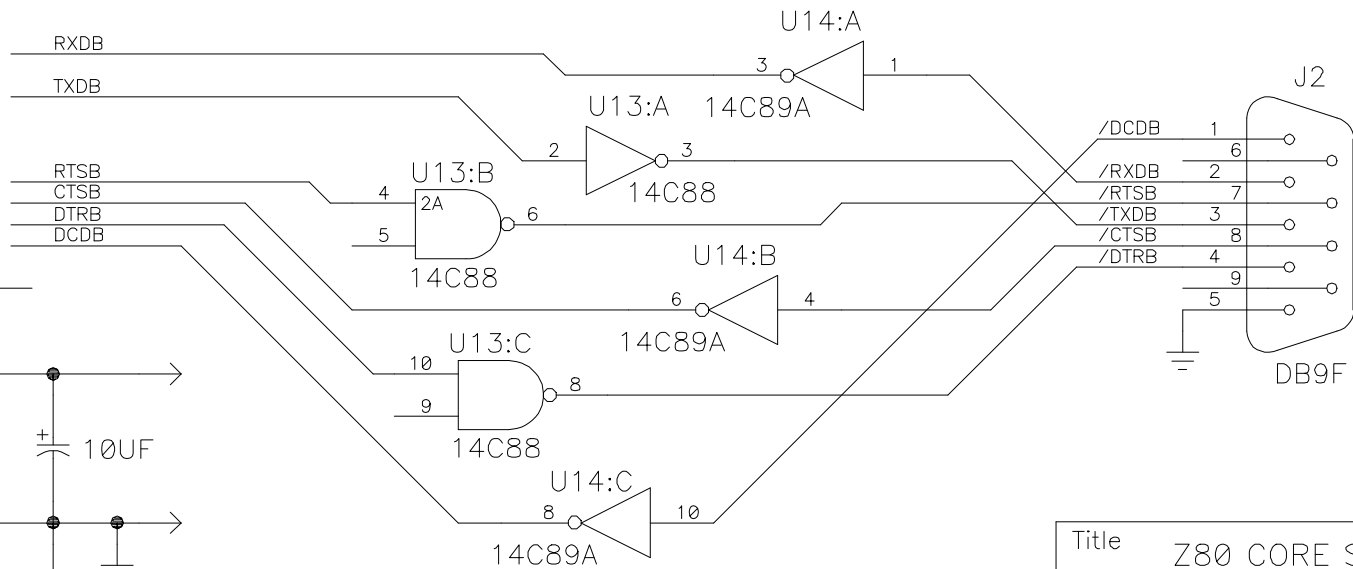 U14:A
RXDB
3
1
J2
TXDB
U13:A
14C89A
/DCDB
1
2
3
6
RTSB
U13:B
14C88
/RXDB
2
CTSB
4
2A
6
/RTSB
7
DTRB
/TXDB
3
DCDB
5
/CTSB
8
14C88
U14:B
/DTRB
4
6
4
9
5
U13:C
14C89A
10
8
DB9F
9
+
10UF
14C88
U14:C
8
10
14C89A
Title
Z80 CORE S